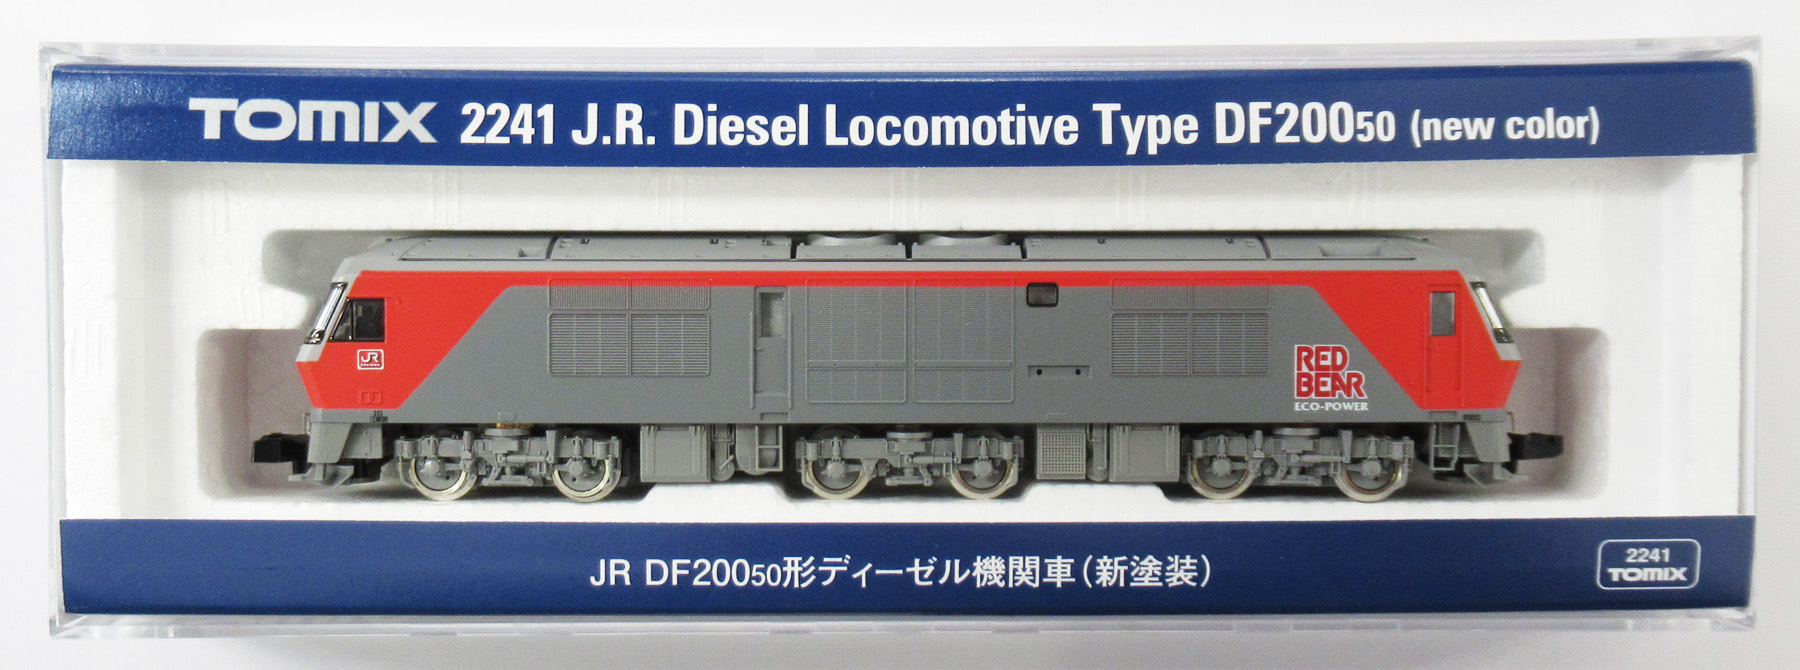 TOMIX 2241 J.R. Diesel Locomotive Type DF20050 (new color)
JR
RED
BEAR
ECO-POWER
JR DF20050形ディーゼル機関車(新塗装)
2241
TOMIX